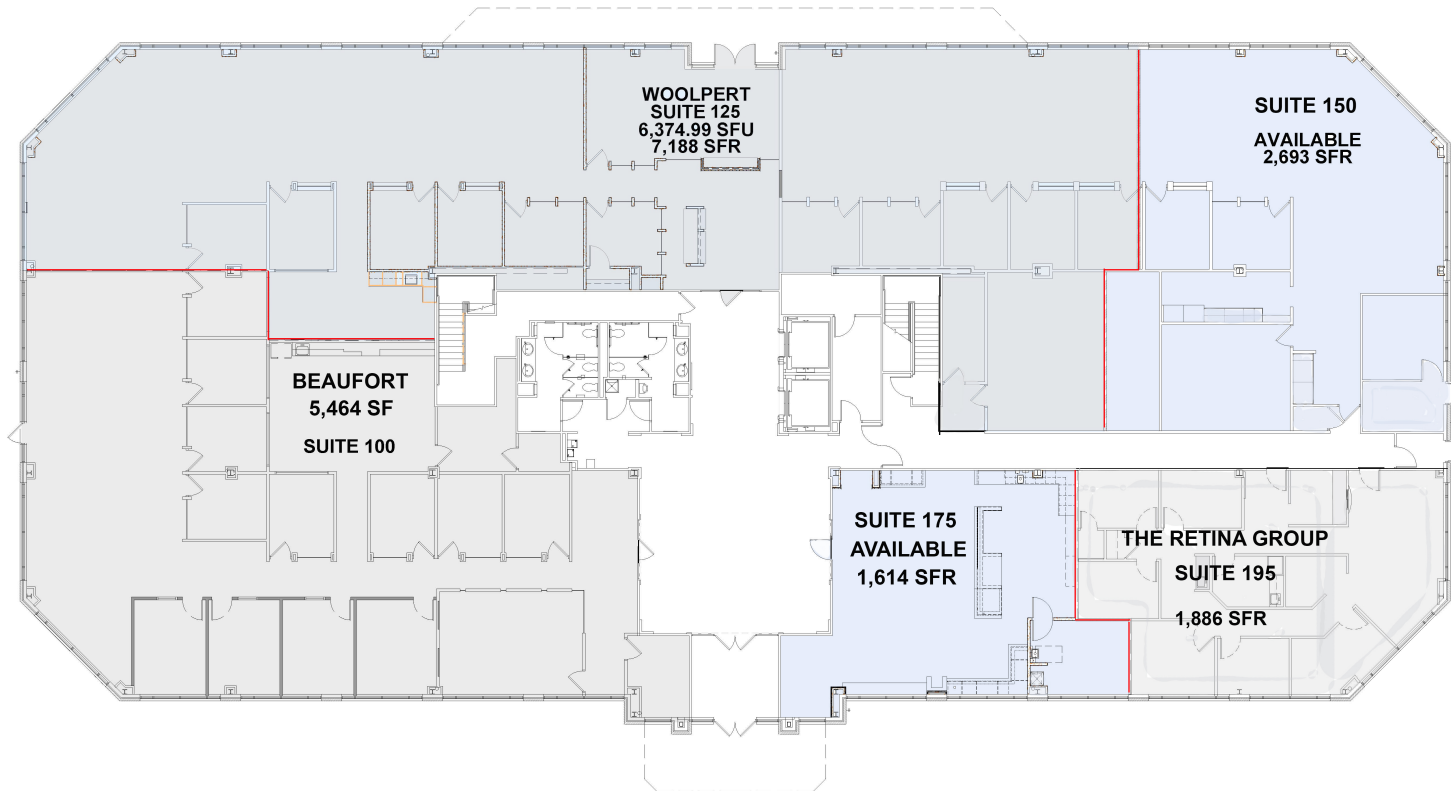 WOOLPERT
SUITE 125
6,374.99 SFU
7,188 SFR
SUITE 150
AVAILABLE
2,693 SFR
BEAUFORT
5,464 SF
SUITE 100
SUITE 175
AVAILABLE
1,614 SFR
THE RETINA GROUP
SUITE 195
1,886 SFR